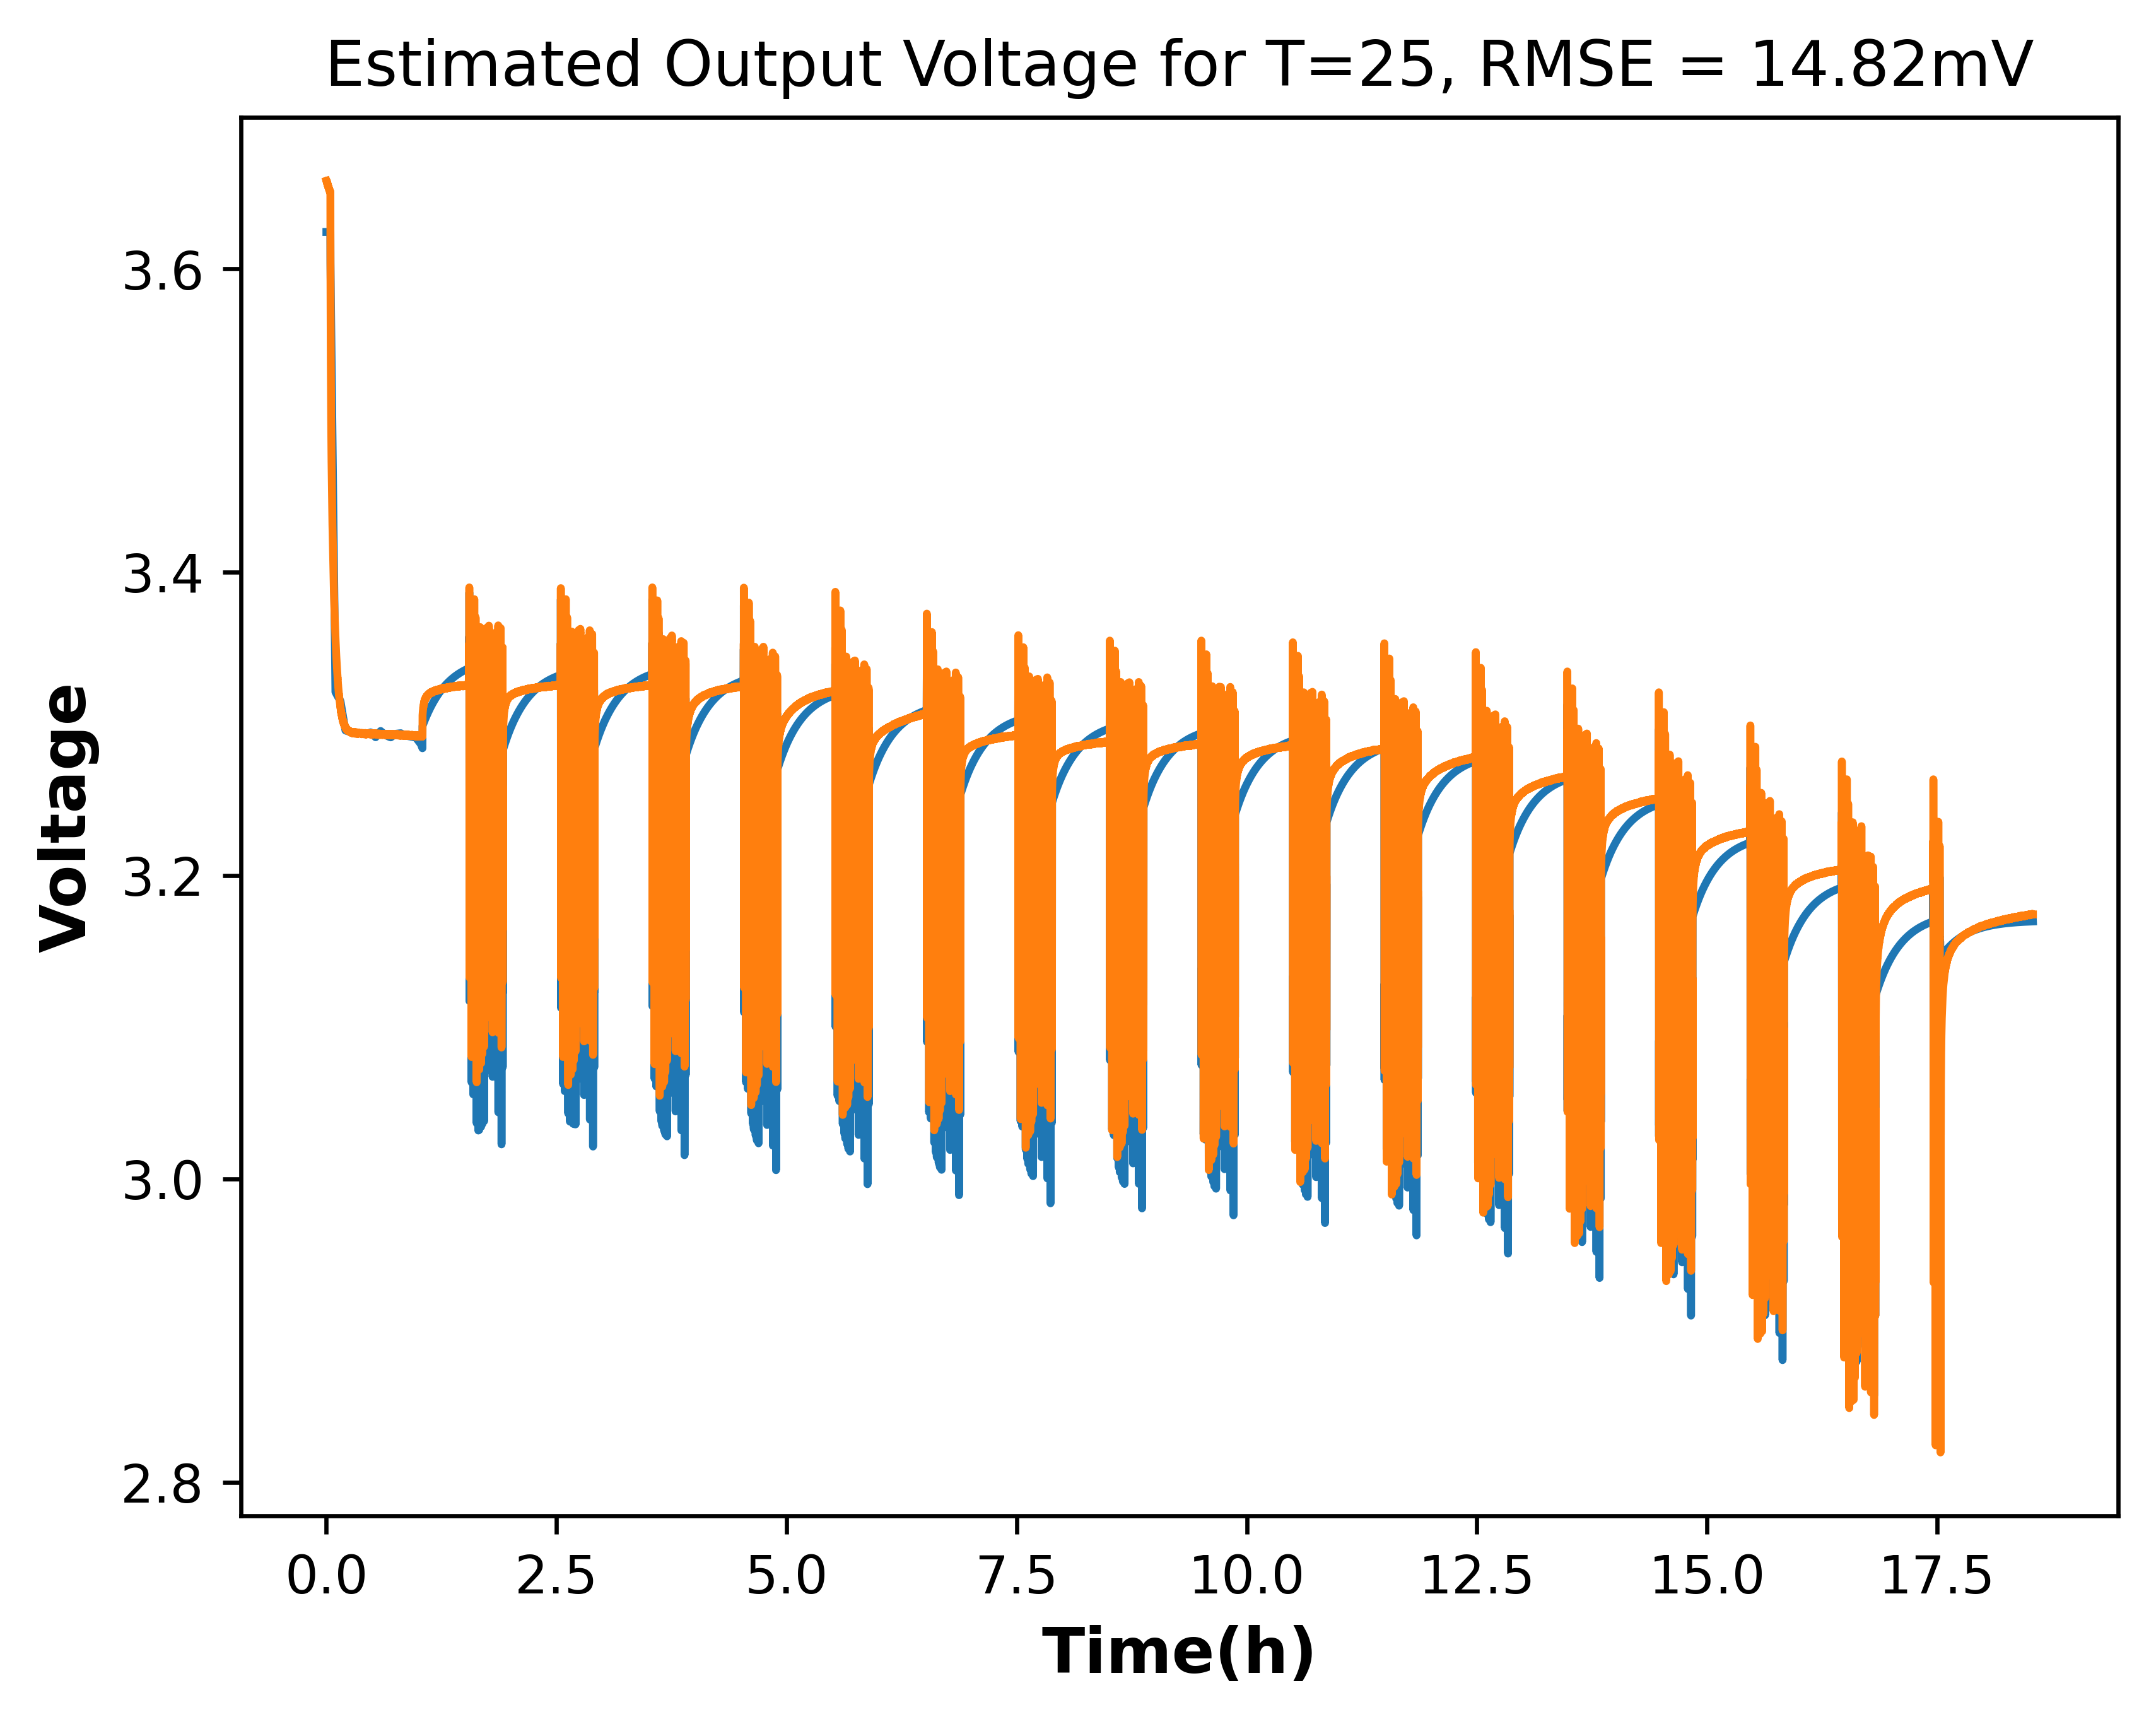 Estimated Output Voltage for T=25, RMSE = 14.82mV
Voltage
3.6
3.4
3.2
3.0
2.8
0.0 2.5 5.0 7.5 10.0 12.5 15.0 17.5
Time(h)